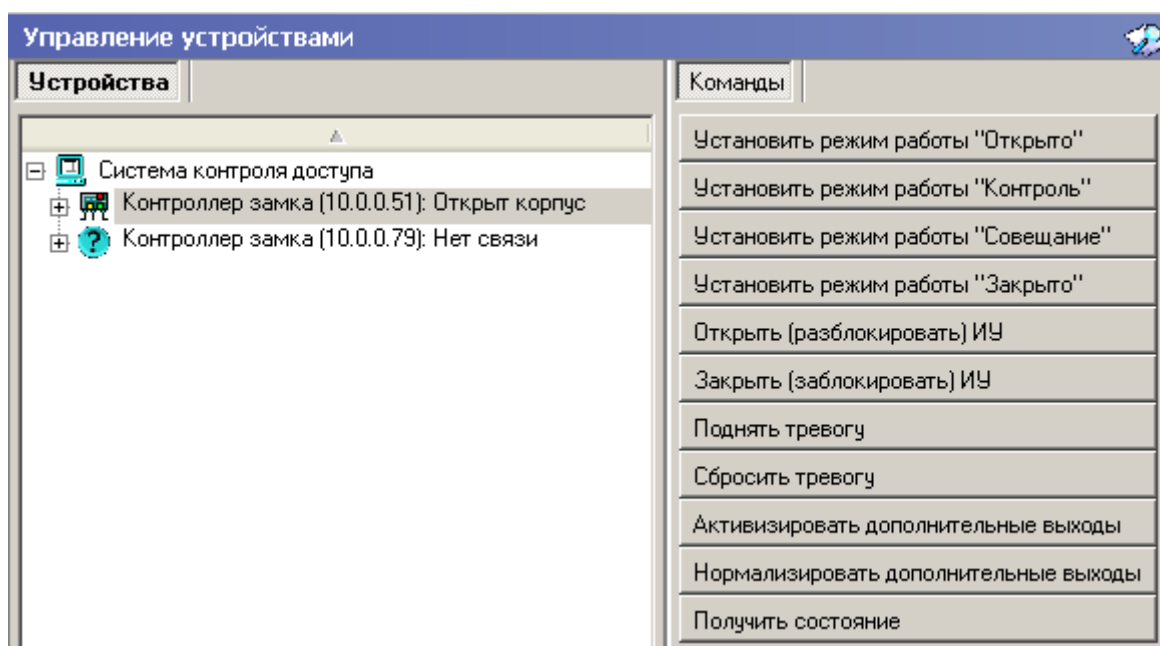 Управление устройствами
Устройства
Система контроля доступа
Контроллер замка (10.0.0.51): Открыт корпус
Контроллер замка (10.0.0.79): Нет связи
Команды
Установить режим работы "Открыто"
Установить режим работы "Контроль"
Установить режим работы "Совещание"
Установить режим работы "Закрыто"
Открыть (разблокировать) ИУ
Закрыть (заблокировать) ИУ
Поднять тревогу
Сбросить тревогу
Активизировать дополнительные выходы
Нормализировать дополнительные выходы
Получить состояние